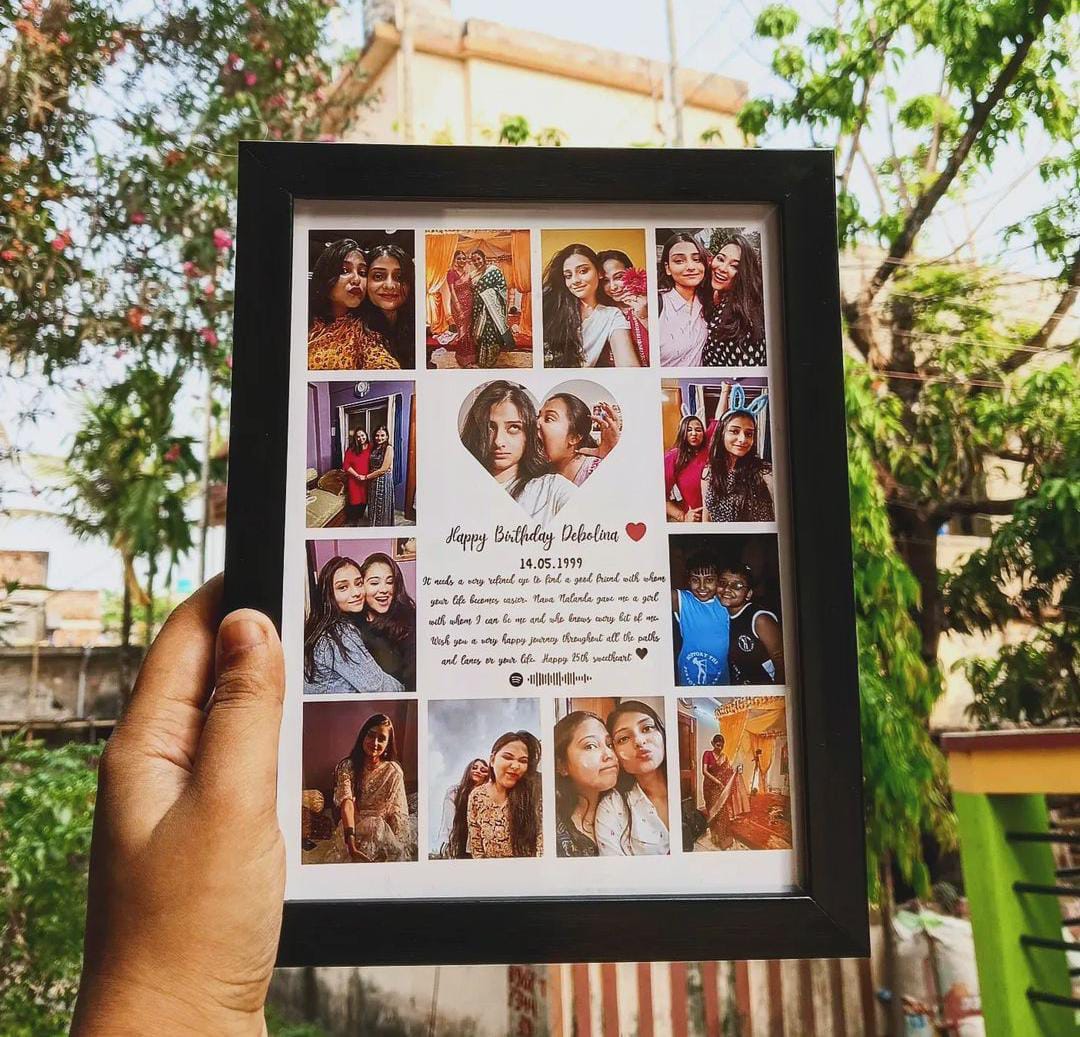 Happy Birthday Debolina ❤
14.05.1999
It needs a very refined eye to find a good friend with whom
your life becomes easier. Nava Nalanda gave me a girl
with whom I can be me and who knows every bit of me.
Wish you a very happy journey throughout all the paths
and lanes or your life. Happy 25th sweetheart 🖤